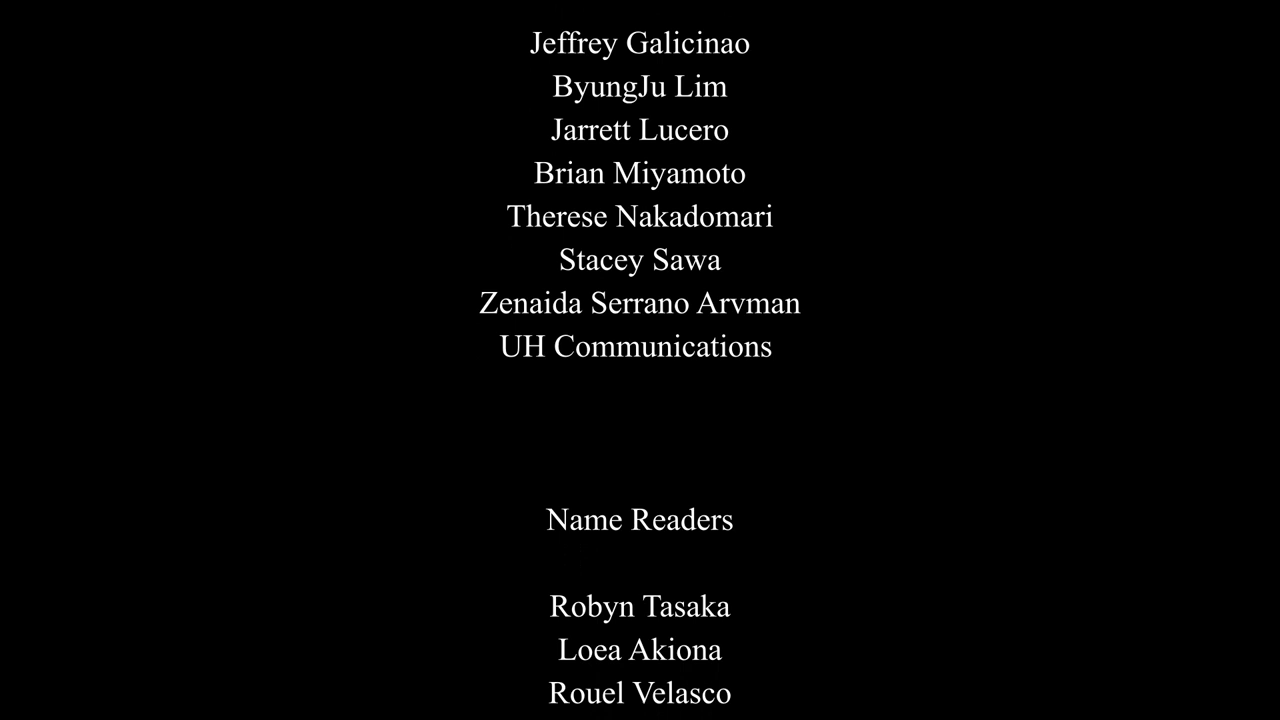 Jeffrey Galicinao
ByungJu Lim
Jarrett Lucero
Brian Miyamoto
Therese Nakadomari
Stacey Sawa
Zenaida Serrano Arvman
UH Communications
Name Readers
Robyn Tasaka
Loea Akiona
Rouel Velasco